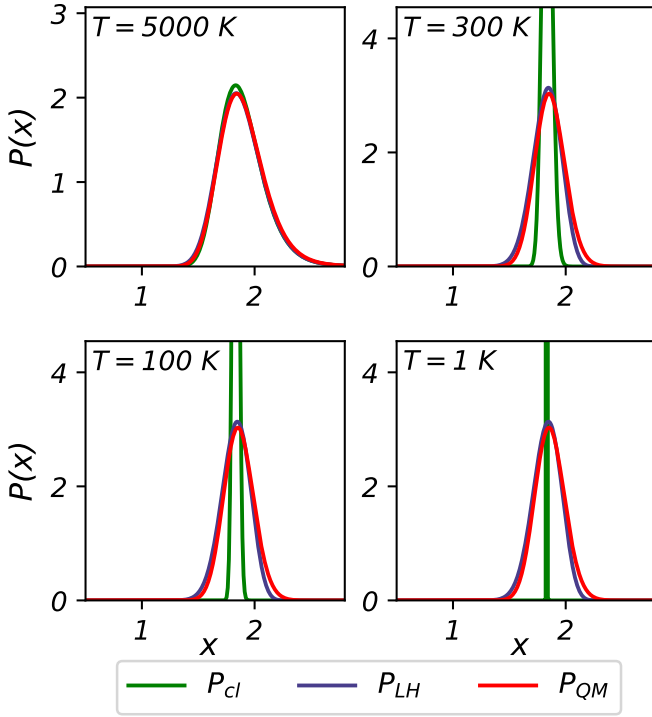 T = 5000 K
T = 300 K
P(x)
3
2
1
0
4
2
0
1 2
1 2
T = 100 K
T = 1 K
P(x)
4
2
0
4
2
0
1 2
1 2
x
x
P_cl P_LH P_QM